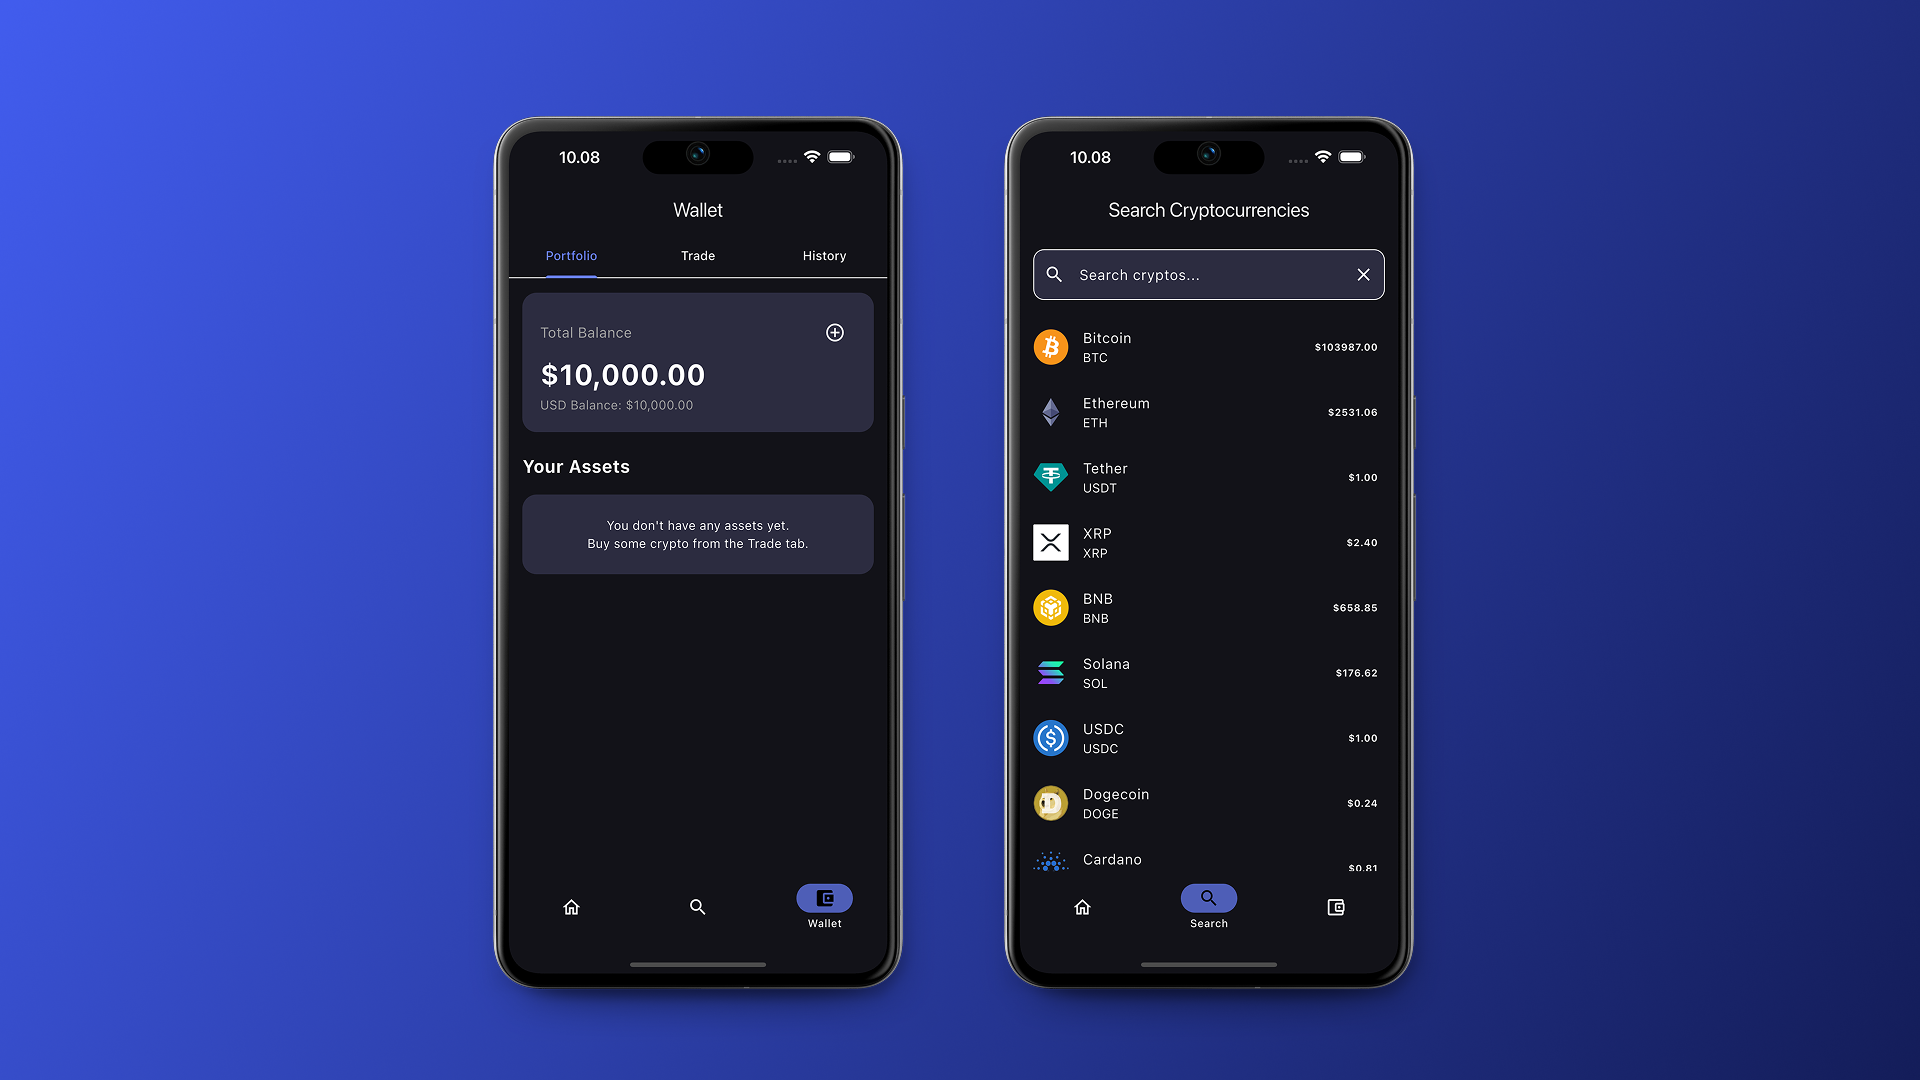 10.08
Wallet
Portfolio Trade History
Total Balance
$10,000.00
USD Balance: $10,000.00
Your Assets
You don't have any assets yet.
Buy some crypto from the Trade tab.
Wallet
10.08
Search Cryptocurrencies
Search cryptos...
Bitcoin
BTC
$103987.00
Ethereum
ETH
$2531.06
Tether
USDT
$1.00
XRP
XRP
$2.40
BNB
BNB
$658.85
Solana
SOL
$176.62
USDC
USDC
$1.00
Dogecoin
DOGE
$0.24
Cardano
$0.81
Search